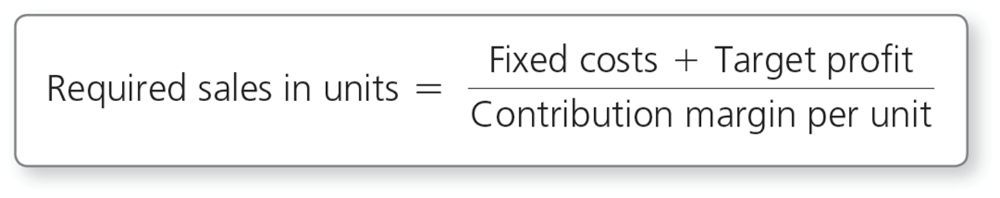 Required sales in units = Fixed costs + Target profit
Contribution margin per unit